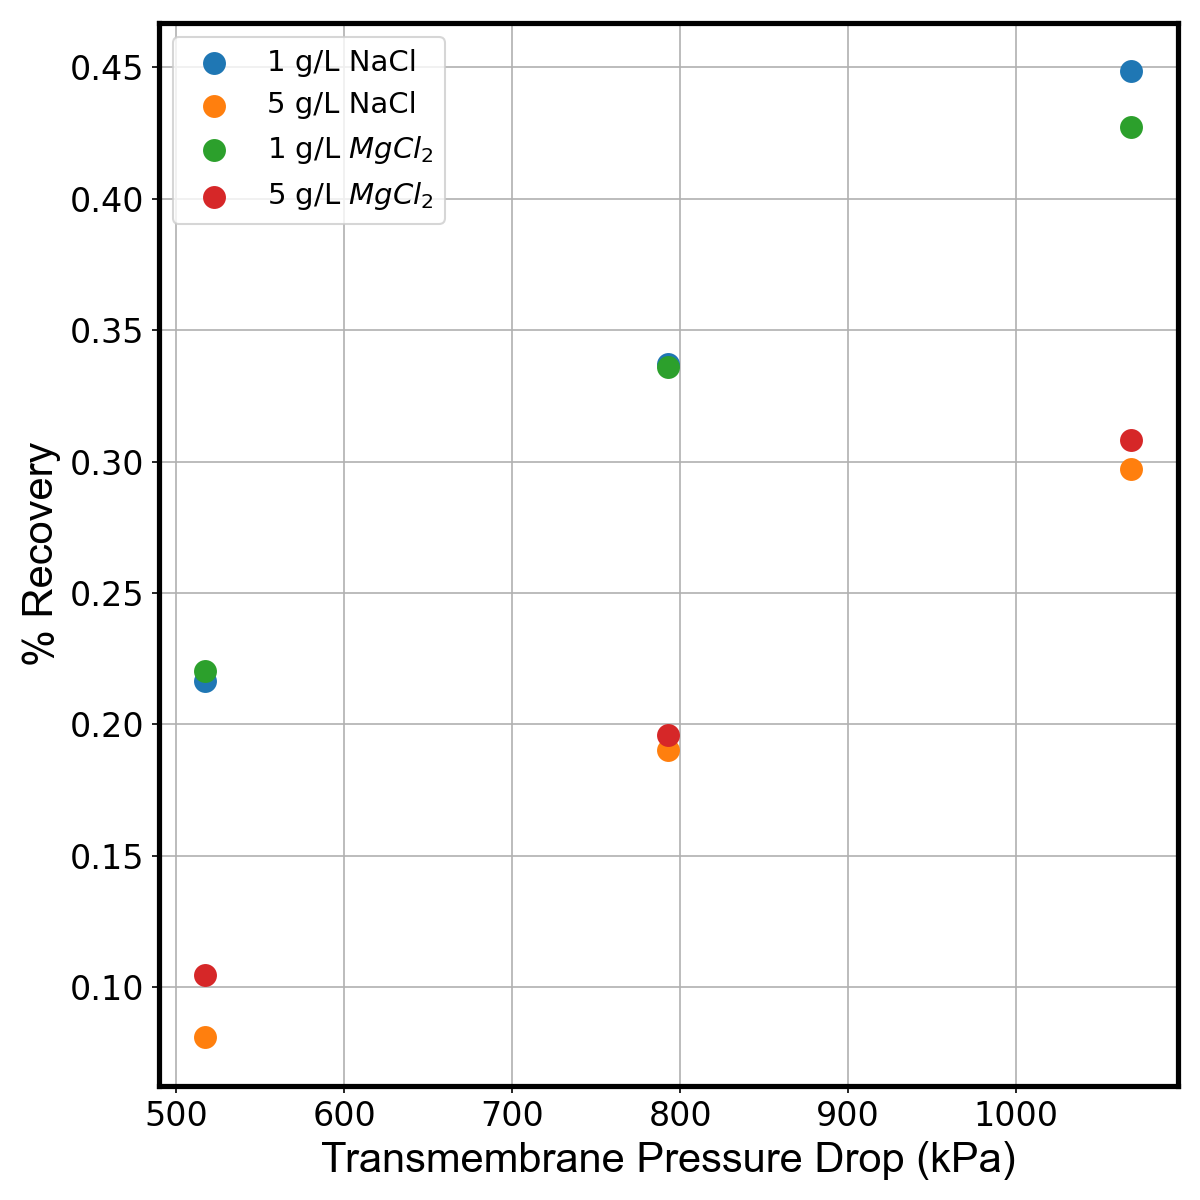 1 g/L NaCl
5 g/L NaCl
1 g/L MgCl₂
5 g/L MgCl₂
0.45
0.40
0.35
0.30
0.25
0.20
0.15
0.10
% Recovery
500 600 700 800 900 1000
Transmembrane Pressure Drop (kPa)